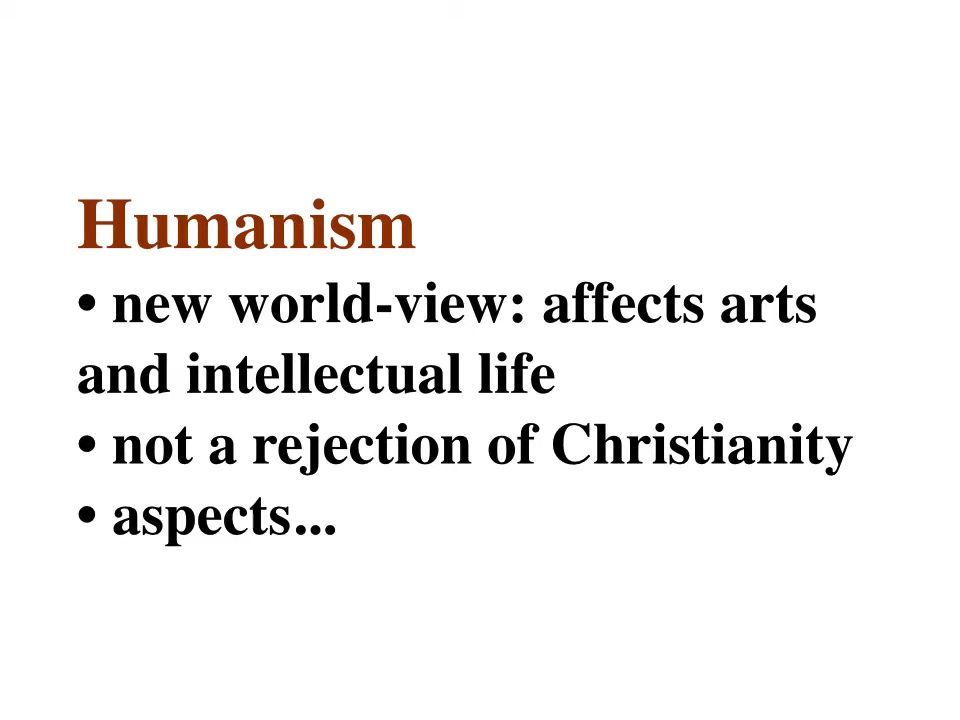 Humanism
• new world-view: affects arts
and intellectual life
• not a rejection of Christianity
• aspects...